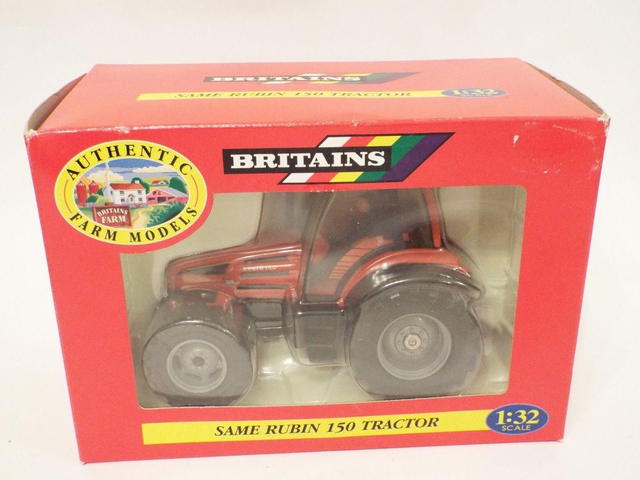 BRITAINS
SAME RUBIN 150 TRACTOR
1:32
SCALE
AUTHENTIC
FARM MODELS
BRITAINS
FARM
BRITAINS
SAME RUBIN 150 TRACTOR
1:32
SCALE